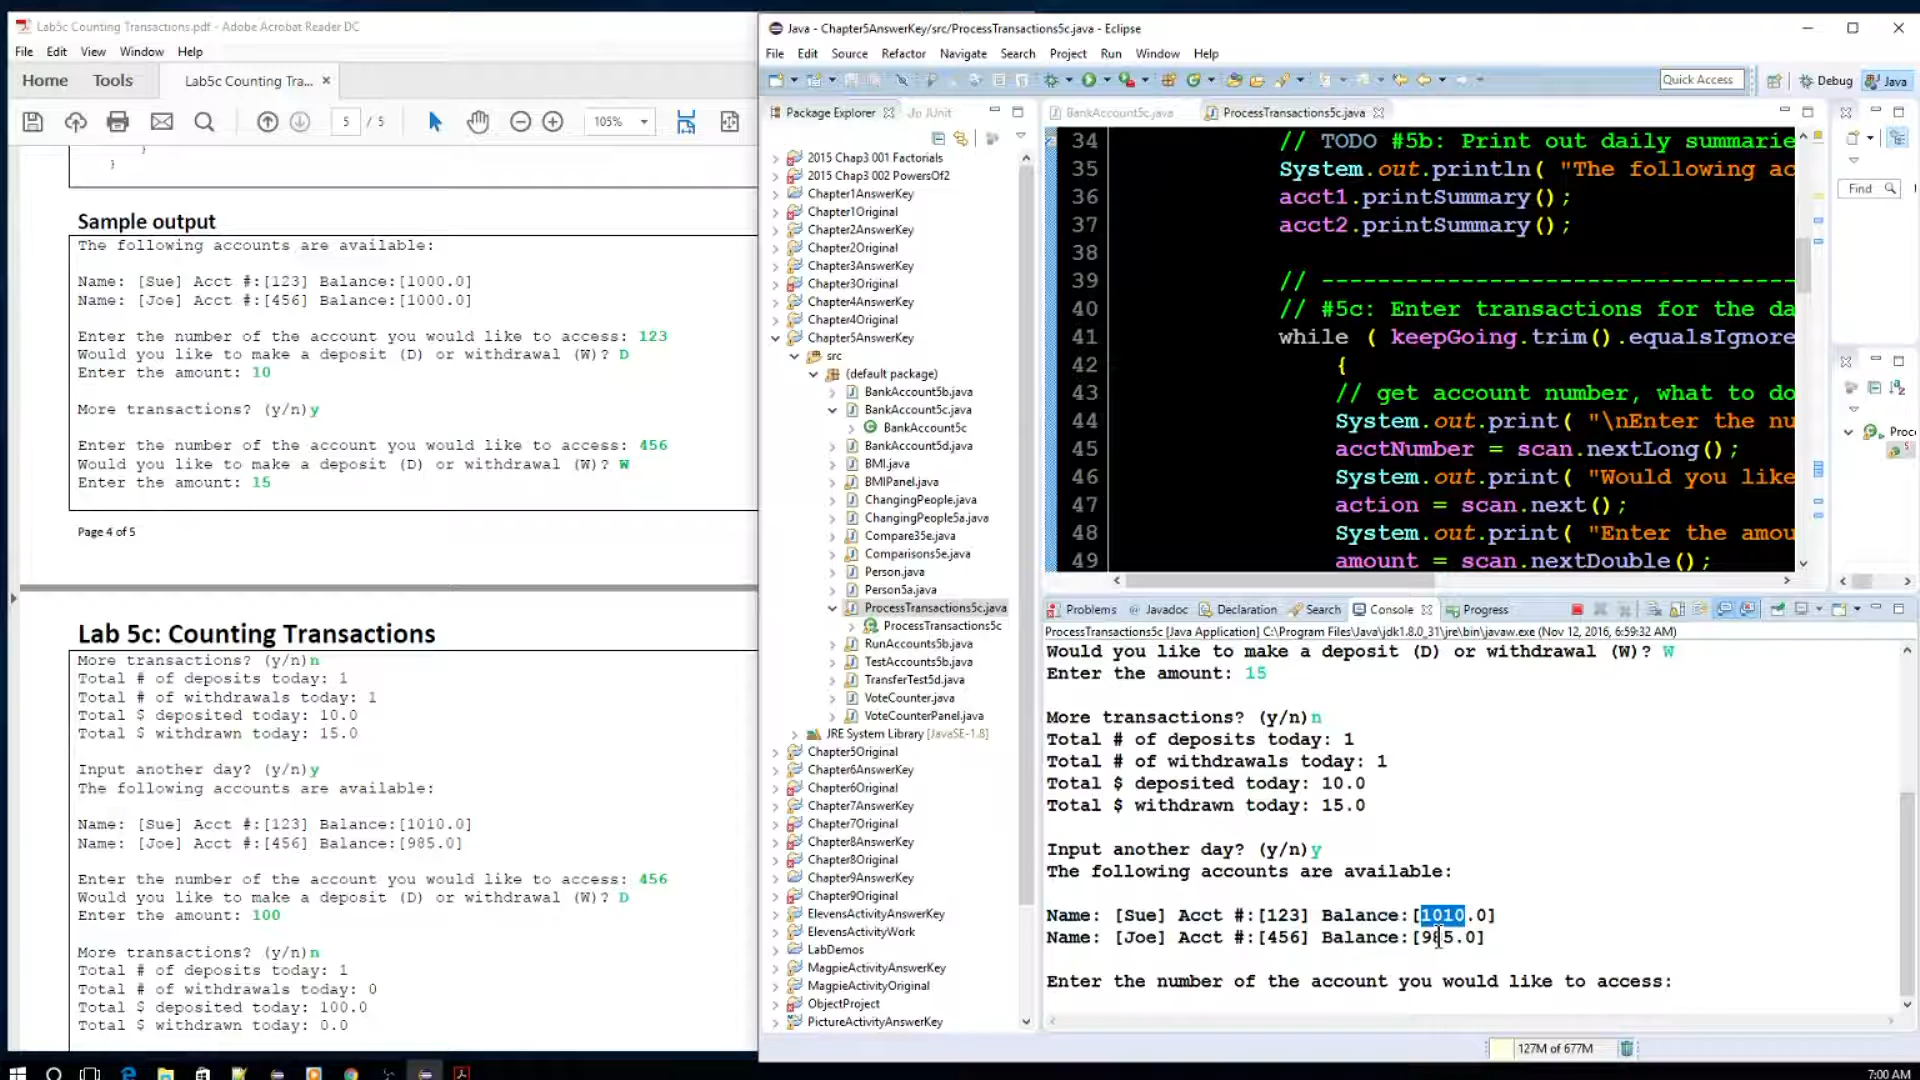 Lab5c Counting Transactions.pdf - Adobe Acrobat Reader DC
File Edit View Window Help
Home Tools Lab5c Counting Tra... ×
5 / 5 105%
}
}
Sample output
The following accounts are available:
Name: [Sue] Acct #:[123] Balance:[1000.0]
Name: [Joe] Acct #:[456] Balance:[1000.0]
Enter the number of the account you would like to access: 123
Would you like to make a deposit (D) or withdrawal (W)? D
Enter the amount: 10
More transactions? (y/n)y
Enter the number of the account you would like to access: 456
Would you like to make a deposit (D) or withdrawal (W)? W
Enter the amount: 15
Page 4 of 5
Lab 5c: Counting Transactions
More transactions? (y/n)n
Total # of deposits today: 1
Total # of withdrawals today: 1
Total $ deposited today: 10.0
Total $ withdrawn today: 15.0
Input another day? (y/n)y
The following accounts are available:
Name: [Sue] Acct #:[123] Balance:[1010.0]
Name: [Joe] Acct #:[456] Balance:[985.0]
Enter the number of the account you would like to access: 456
Would you like to make a deposit (D) or withdrawal (W)? D
Enter the amount: 100
More transactions? (y/n)n
Total # of deposits today: 1
Total # of withdrawals today: 0
Total $ deposited today: 100.0
Total $ withdrawn today: 0.0
Java - Chapter5AnswerKey/src/ProcessTransactions5c.java - Eclipse
File Edit Source Refactor Navigate Search Project Run Window Help
Quick Access Debug Java
Package Explorer JUnit
2015 Chap3 001 Factorials
2015 Chap3 002 PowersOf2
Chapter1AnswerKey
Chapter1Original
Chapter2AnswerKey
Chapter2Original
Chapter3AnswerKey
Chapter3Original
Chapter4AnswerKey
Chapter4Original
Chapter5AnswerKey
src
(default package)
BankAccount5b.java
BankAccount5c.java
BankAccount5c
BankAccount5d.java
BMI.java
BMIPanel.java
ChangingPeople.java
ChangingPeople5a.java
Compare35e.java
Comparisons5e.java
Person.java
Person5a.java
ProcessTransactions5c.java
ProcessTransactions5c
RunAccounts5b.java
TestAccounts5b.java
TransferTest5d.java
VoteCounter.java
VoteCounterPanel.java
JRE System Library [JavaSE-1.8]
Chapter5Original
Chapter6AnswerKey
Chapter6Original
Chapter7AnswerKey
Chapter7Original
Chapter8AnswerKey
Chapter8Original
Chapter9AnswerKey
Chapter9Original
ElevensActivityAnswerKey
ElevensActivityWork
LabDemos
MagpieActivityAnswerKey
MagpieActivityOriginal
ObjectProject
PictureActivityAnswerKey
BankAccount5c.java ProcessTransactions5c.java
34 // TODO #5b: Print out daily summarie
35 System.out.println( "The following ac
36 acct1.printSummary();
37 acct2.printSummary();
38
39 // ----------------------------------
40 // #5c: Enter transactions for the da
41 while ( keepGoing.trim().equalsIgnore
42 {
43 // get account number, what to do
44 System.out.print( "\nEnter the nu
45 acctNumber = scan.nextLong();
46 System.out.print( "Would you like
47 action = scan.next();
48 System.out.print( "Enter the amou
49 amount = scan.nextDouble();
Find
Proce
Problems Javadoc Declaration Search Console Progress
ProcessTransactions5c [Java Application] C:\Program Files\Java\jdk1.8.0_31\jre\bin\javaw.exe (Nov 12, 2016, 6:59:32 AM)
Would you like to make a deposit (D) or withdrawal (W)? W
Enter the amount: 15
More transactions? (y/n)n
Total # of deposits today: 1
Total # of withdrawals today: 1
Total $ deposited today: 10.0
Total $ withdrawn today: 15.0
Input another day? (y/n)y
The following accounts are available:
Name: [Sue] Acct #:[123] Balance:[1010.0]
Name: [Joe] Acct #:[456] Balance:[985.0]
Enter the number of the account you would like to access:
127M of 677M
7:00 AM